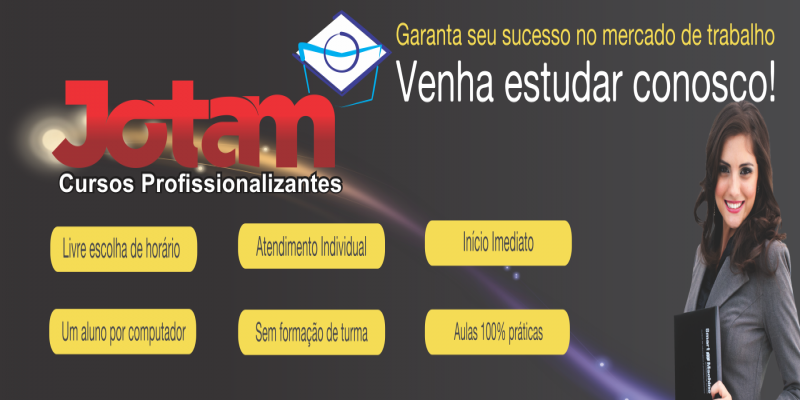 Garanta seu sucesso no mercado de trabalho
Venha estudar conosco!
Jotam
Cursos Profissionalizantes
Livre escolha de horário
Atendimento Individual
Início Imediato
Um aluno por computador
Sem formação de turma
Aulas 100% práticas